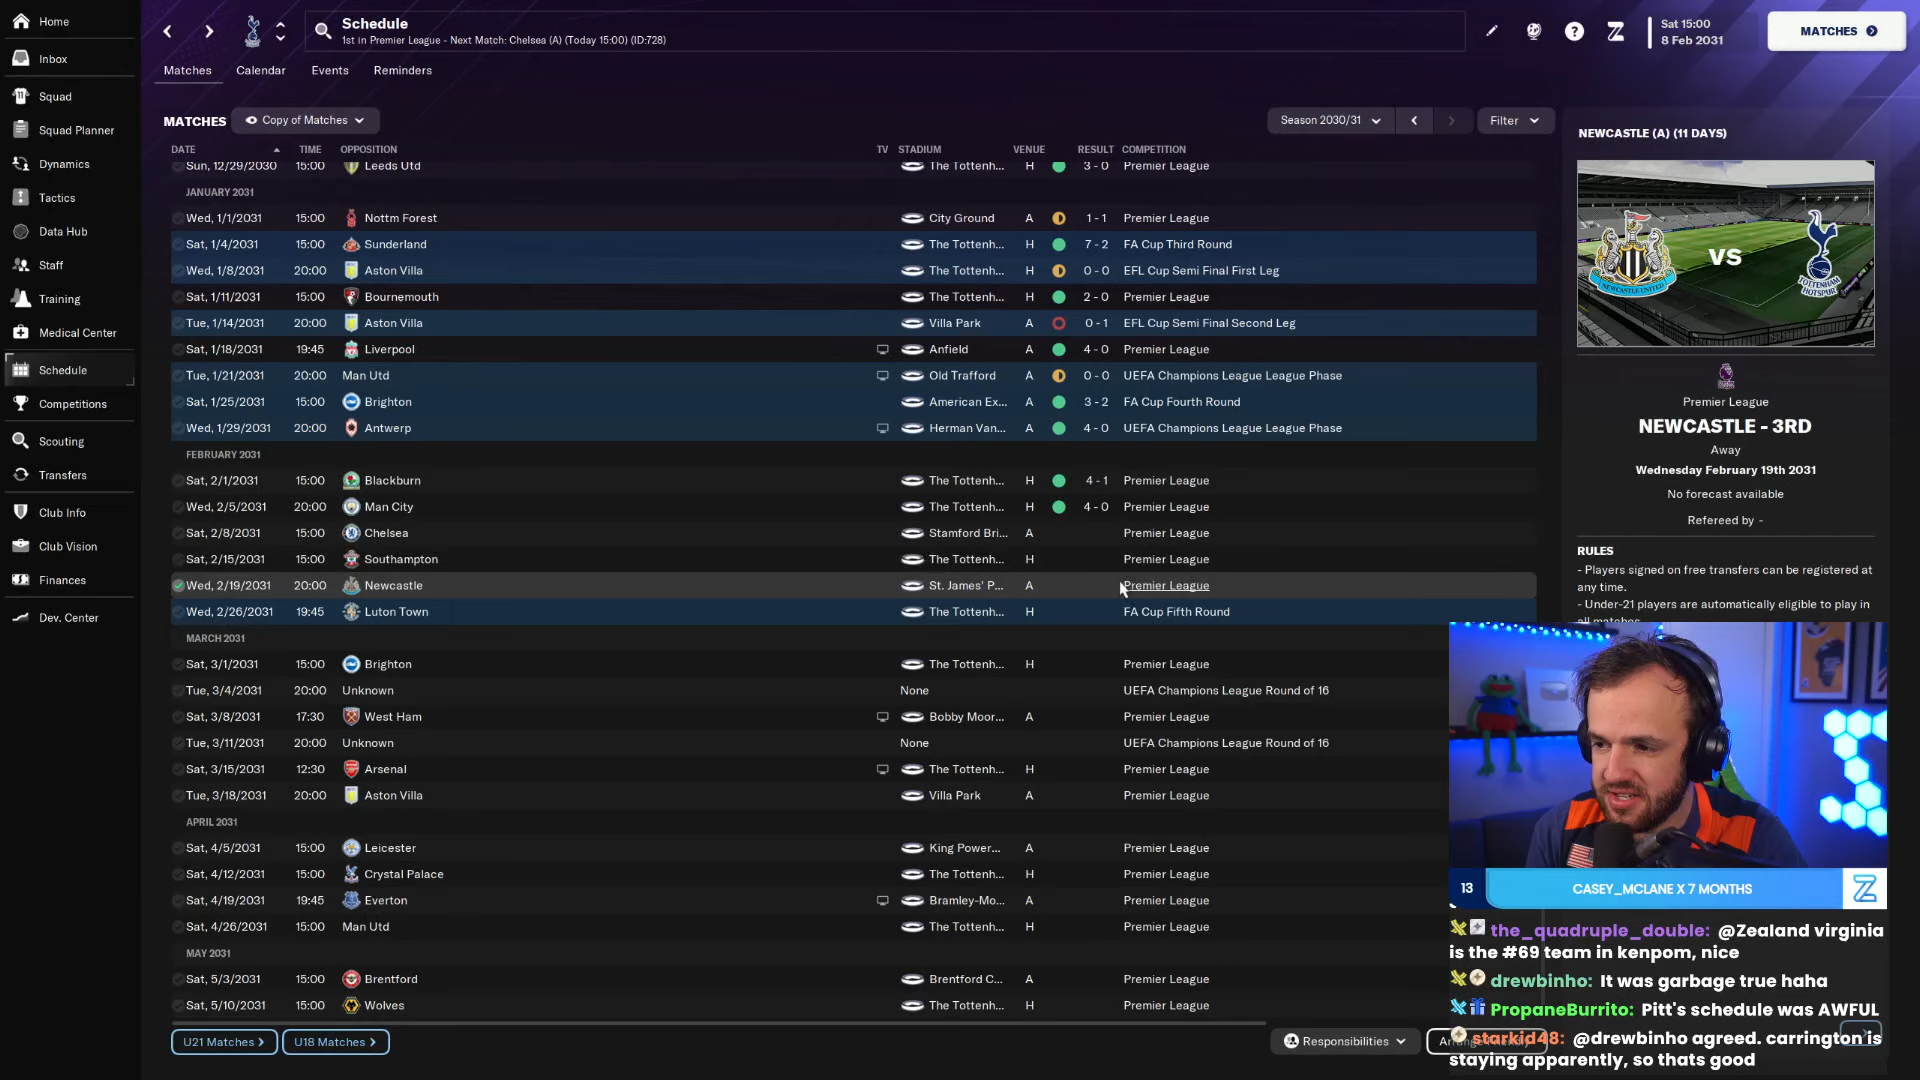 Home
Inbox
Squad
Squad Planner
Dynamics
Tactics
Data Hub
Staff
Training
Medical Center
Schedule
Competitions
Scouting
Transfers
Club Info
Club Vision
Finances
Dev. Center
Schedule
1st in Premier League - Next Match: Chelsea (A) (Today 15:00) (ID:728)
Sat 15:00
8 Feb 2031
MATCHES
Matches Calendar Events Reminders
MATCHES Copy of Matches Season 2030/31 Filter
DATE TIME OPPOSITION TV STADIUM VENUE RESULT COMPETITION
Sun, 12/29/2030 15:00 Leeds Utd The Tottenh... H 3 - 0 Premier League
JANUARY 2031
Wed, 1/1/2031 15:00 Nottm Forest City Ground A 1 - 1 Premier League
Sat, 1/4/2031 15:00 Sunderland The Tottenh... H 7 - 2 FA Cup Third Round
Wed, 1/8/2031 20:00 Aston Villa The Tottenh... H 0 - 0 EFL Cup Semi Final First Leg
Sat, 1/11/2031 15:00 Bournemouth The Tottenh... H 2 - 0 Premier League
Tue, 1/14/2031 20:00 Aston Villa Villa Park A 0 - 1 EFL Cup Semi Final Second Leg
Sat, 1/18/2031 19:45 Liverpool Anfield A 4 - 0 Premier League
Tue, 1/21/2031 20:00 Man Utd Old Trafford A 0 - 0 UEFA Champions League League Phase
Sat, 1/25/2031 15:00 Brighton American Ex... A 3 - 2 FA Cup Fourth Round
Wed, 1/29/2031 20:00 Antwerp Herman Van... A 4 - 0 UEFA Champions League League Phase
FEBRUARY 2031
Sat, 2/1/2031 15:00 Blackburn The Tottenh... H 4 - 1 Premier League
Wed, 2/5/2031 20:00 Man City The Tottenh... H 4 - 0 Premier League
Sat, 2/8/2031 15:00 Chelsea Stamford Bri... A Premier League
Sat, 2/15/2031 15:00 Southampton The Tottenh... H Premier League
Wed, 2/19/2031 20:00 Newcastle St. James' P... A Premier League
Wed, 2/26/2031 19:45 Luton Town The Tottenh... H FA Cup Fifth Round
MARCH 2031
Sat, 3/1/2031 15:00 Brighton The Tottenh... H Premier League
Tue, 3/4/2031 20:00 Unknown None UEFA Champions League Round of 16
Sat, 3/8/2031 17:30 West Ham Bobby Moor... A Premier League
Tue, 3/11/2031 20:00 Unknown None UEFA Champions League Round of 16
Sat, 3/15/2031 12:30 Arsenal The Tottenh... H Premier League
Tue, 3/18/2031 20:00 Aston Villa Villa Park A Premier League
APRIL 2031
Sat, 4/5/2031 15:00 Leicester King Power... A Premier League
Sat, 4/12/2031 15:00 Crystal Palace The Tottenh... H Premier League
Sat, 4/19/2031 19:45 Everton Bramley-Mo... A Premier League
Sat, 4/26/2031 15:00 Man Utd The Tottenh... H Premier League
MAY 2031
Sat, 5/3/2031 15:00 Brentford Brentford C... A Premier League
Sat, 5/10/2031 15:00 Wolves The Tottenh... H Premier League
U21 Matches U18 Matches Responsibilities
NEWCASTLE (A) (11 DAYS)
NEWCASTLE UNITED
VS
TOTTENHAM HOTSPUR
Premier League
NEWCASTLE - 3RD
Away
Wednesday February 19th 2031
No forecast available
Refereed by -
RULES
- Players signed on free transfers can be registered at
any time.
- Under-21 players are automatically eligible to play in
all matches.
13 CASEY_MCLANE X 7 MONTHS
the_quadruple_double: @Zealand virginia
is the #69 team in kenpom, nice
drewbinho: It was garbage true haha
PropaneBurrito: Pitt's schedule was AWFUL
starkid48: @drewbinho agreed. carrington is
staying apparently, so thats good